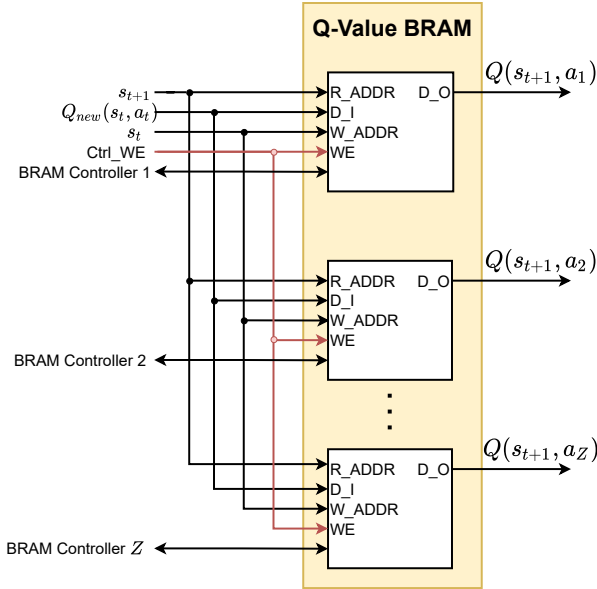 Q-Value BRAM
s_{t+1}
R_ADDR
D_O
Q(s_{t+1}, a_1)
Q_{new}(s_t, a_t)
D_I
s_t
W_ADDR
Ctrl_WE
WE
BRAM Controller 1
Q(s_{t+1}, a_2)
R_ADDR
D_O
D_I
W_ADDR
WE
BRAM Controller 2
Q(s_{t+1}, a_Z)
R_ADDR
D_O
D_I
W_ADDR
WE
BRAM Controller Z